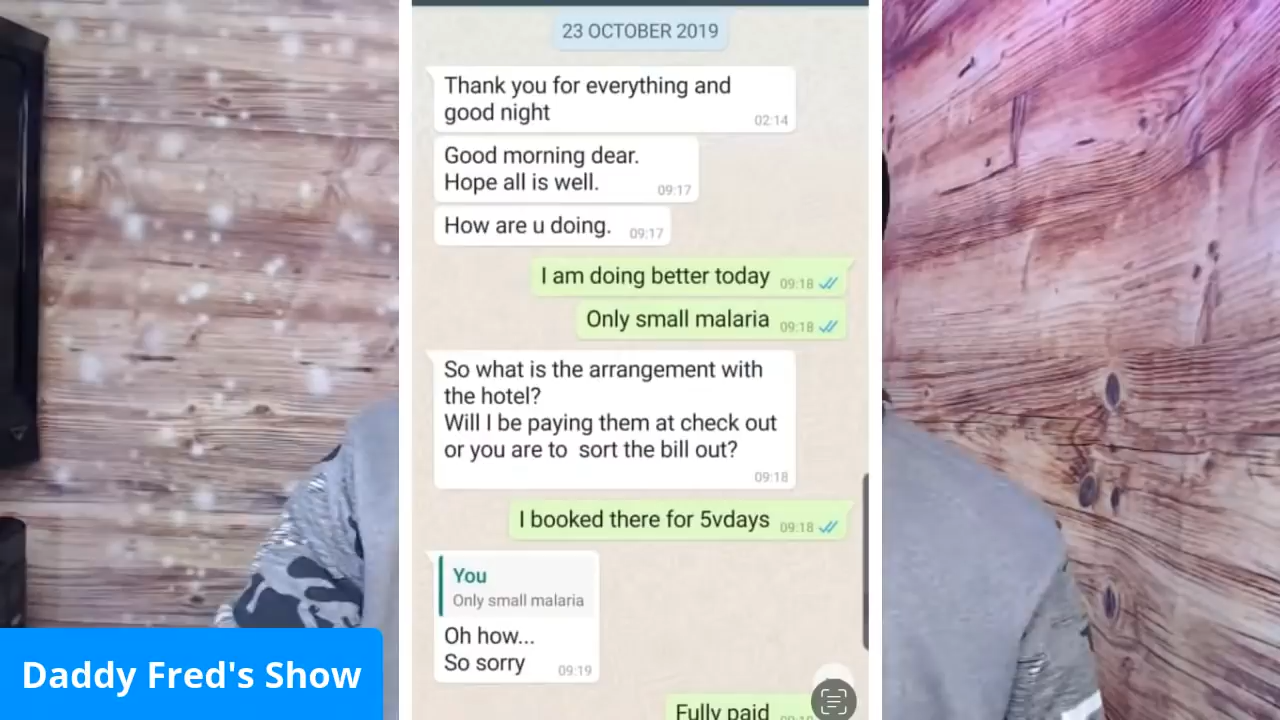 23 OCTOBER 2019
Thank you for everything and
good night
02:14
Good morning dear.
Hope all is well.
09:17
How are u doing.
09:17
I am doing better today
09:18
Only small malaria
09:18
So what is the arrangement with
the hotel?
Will I be paying them at check out
or you are to sort the bill out?
09:18
I booked there for 5vdays
09:18
You
Only small malaria
Oh how...
So sorry
09:19
Fully paid
Daddy Fred's Show